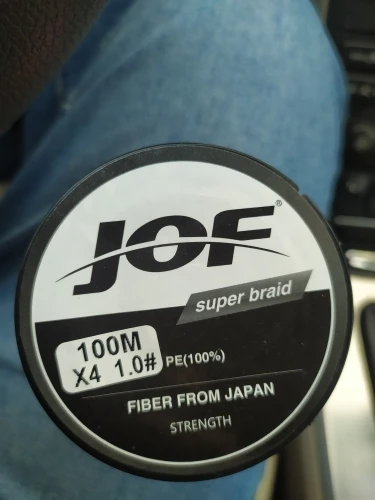 JOF®
super braid
100M
X4 1.0# PE(100%)
FIBER FROM JAPAN
STRENGTH